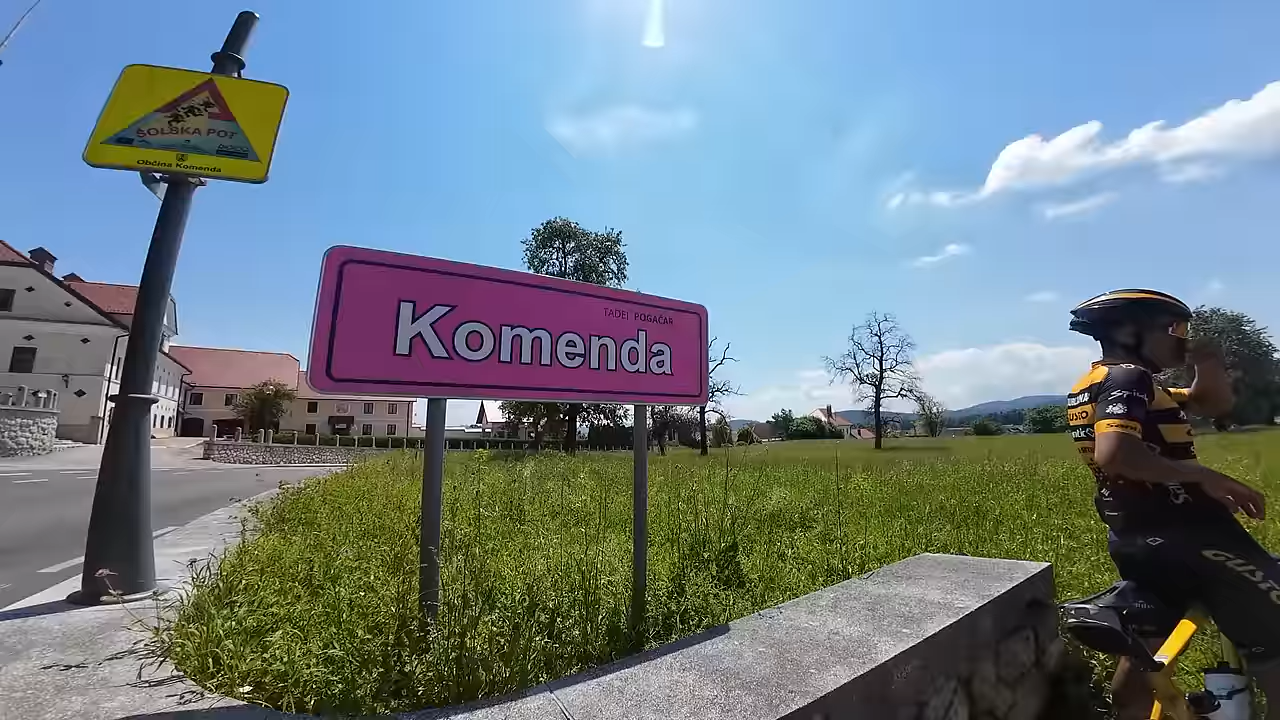 ŠOLSKA POT
Občina Komenda
TADEJ POGAČAR
Komenda
GUSTO